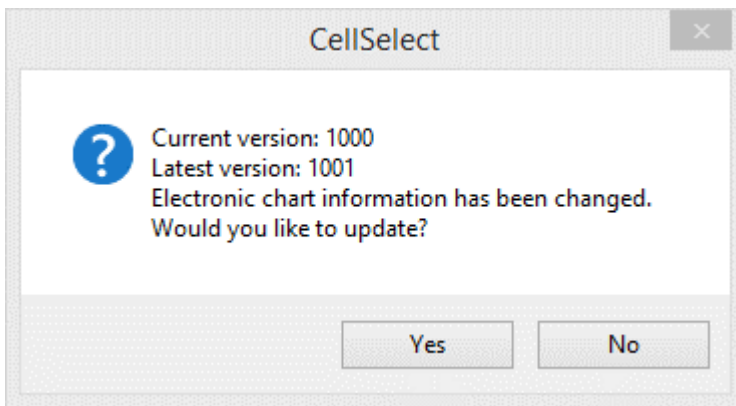 CellSelect
Current version: 1000
Latest version: 1001
Electronic chart information has been changed.
Would you like to update?
Yes No